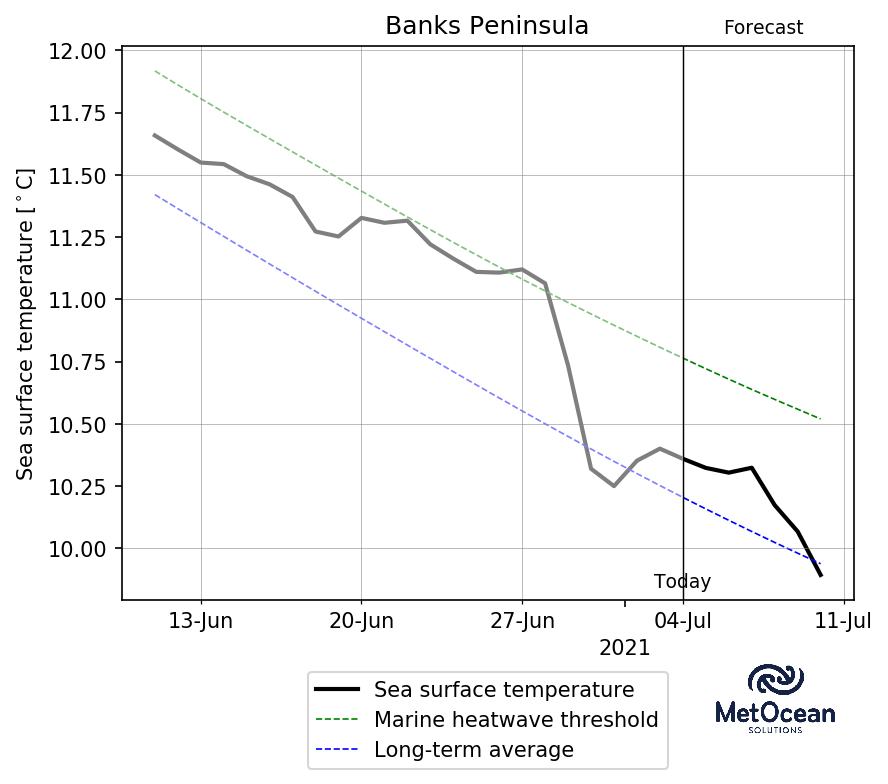 Banks Peninsula
Forecast
Sea surface temperature [°C]
12.00
11.75
11.50
11.25
11.00
10.75
10.50
10.25
10.00
Today
13-Jun 20-Jun 27-Jun 04-Jul 11-Jul
2021
Sea surface temperature
Marine heatwave threshold
Long-term average
MetOcean
SOLUTIONS